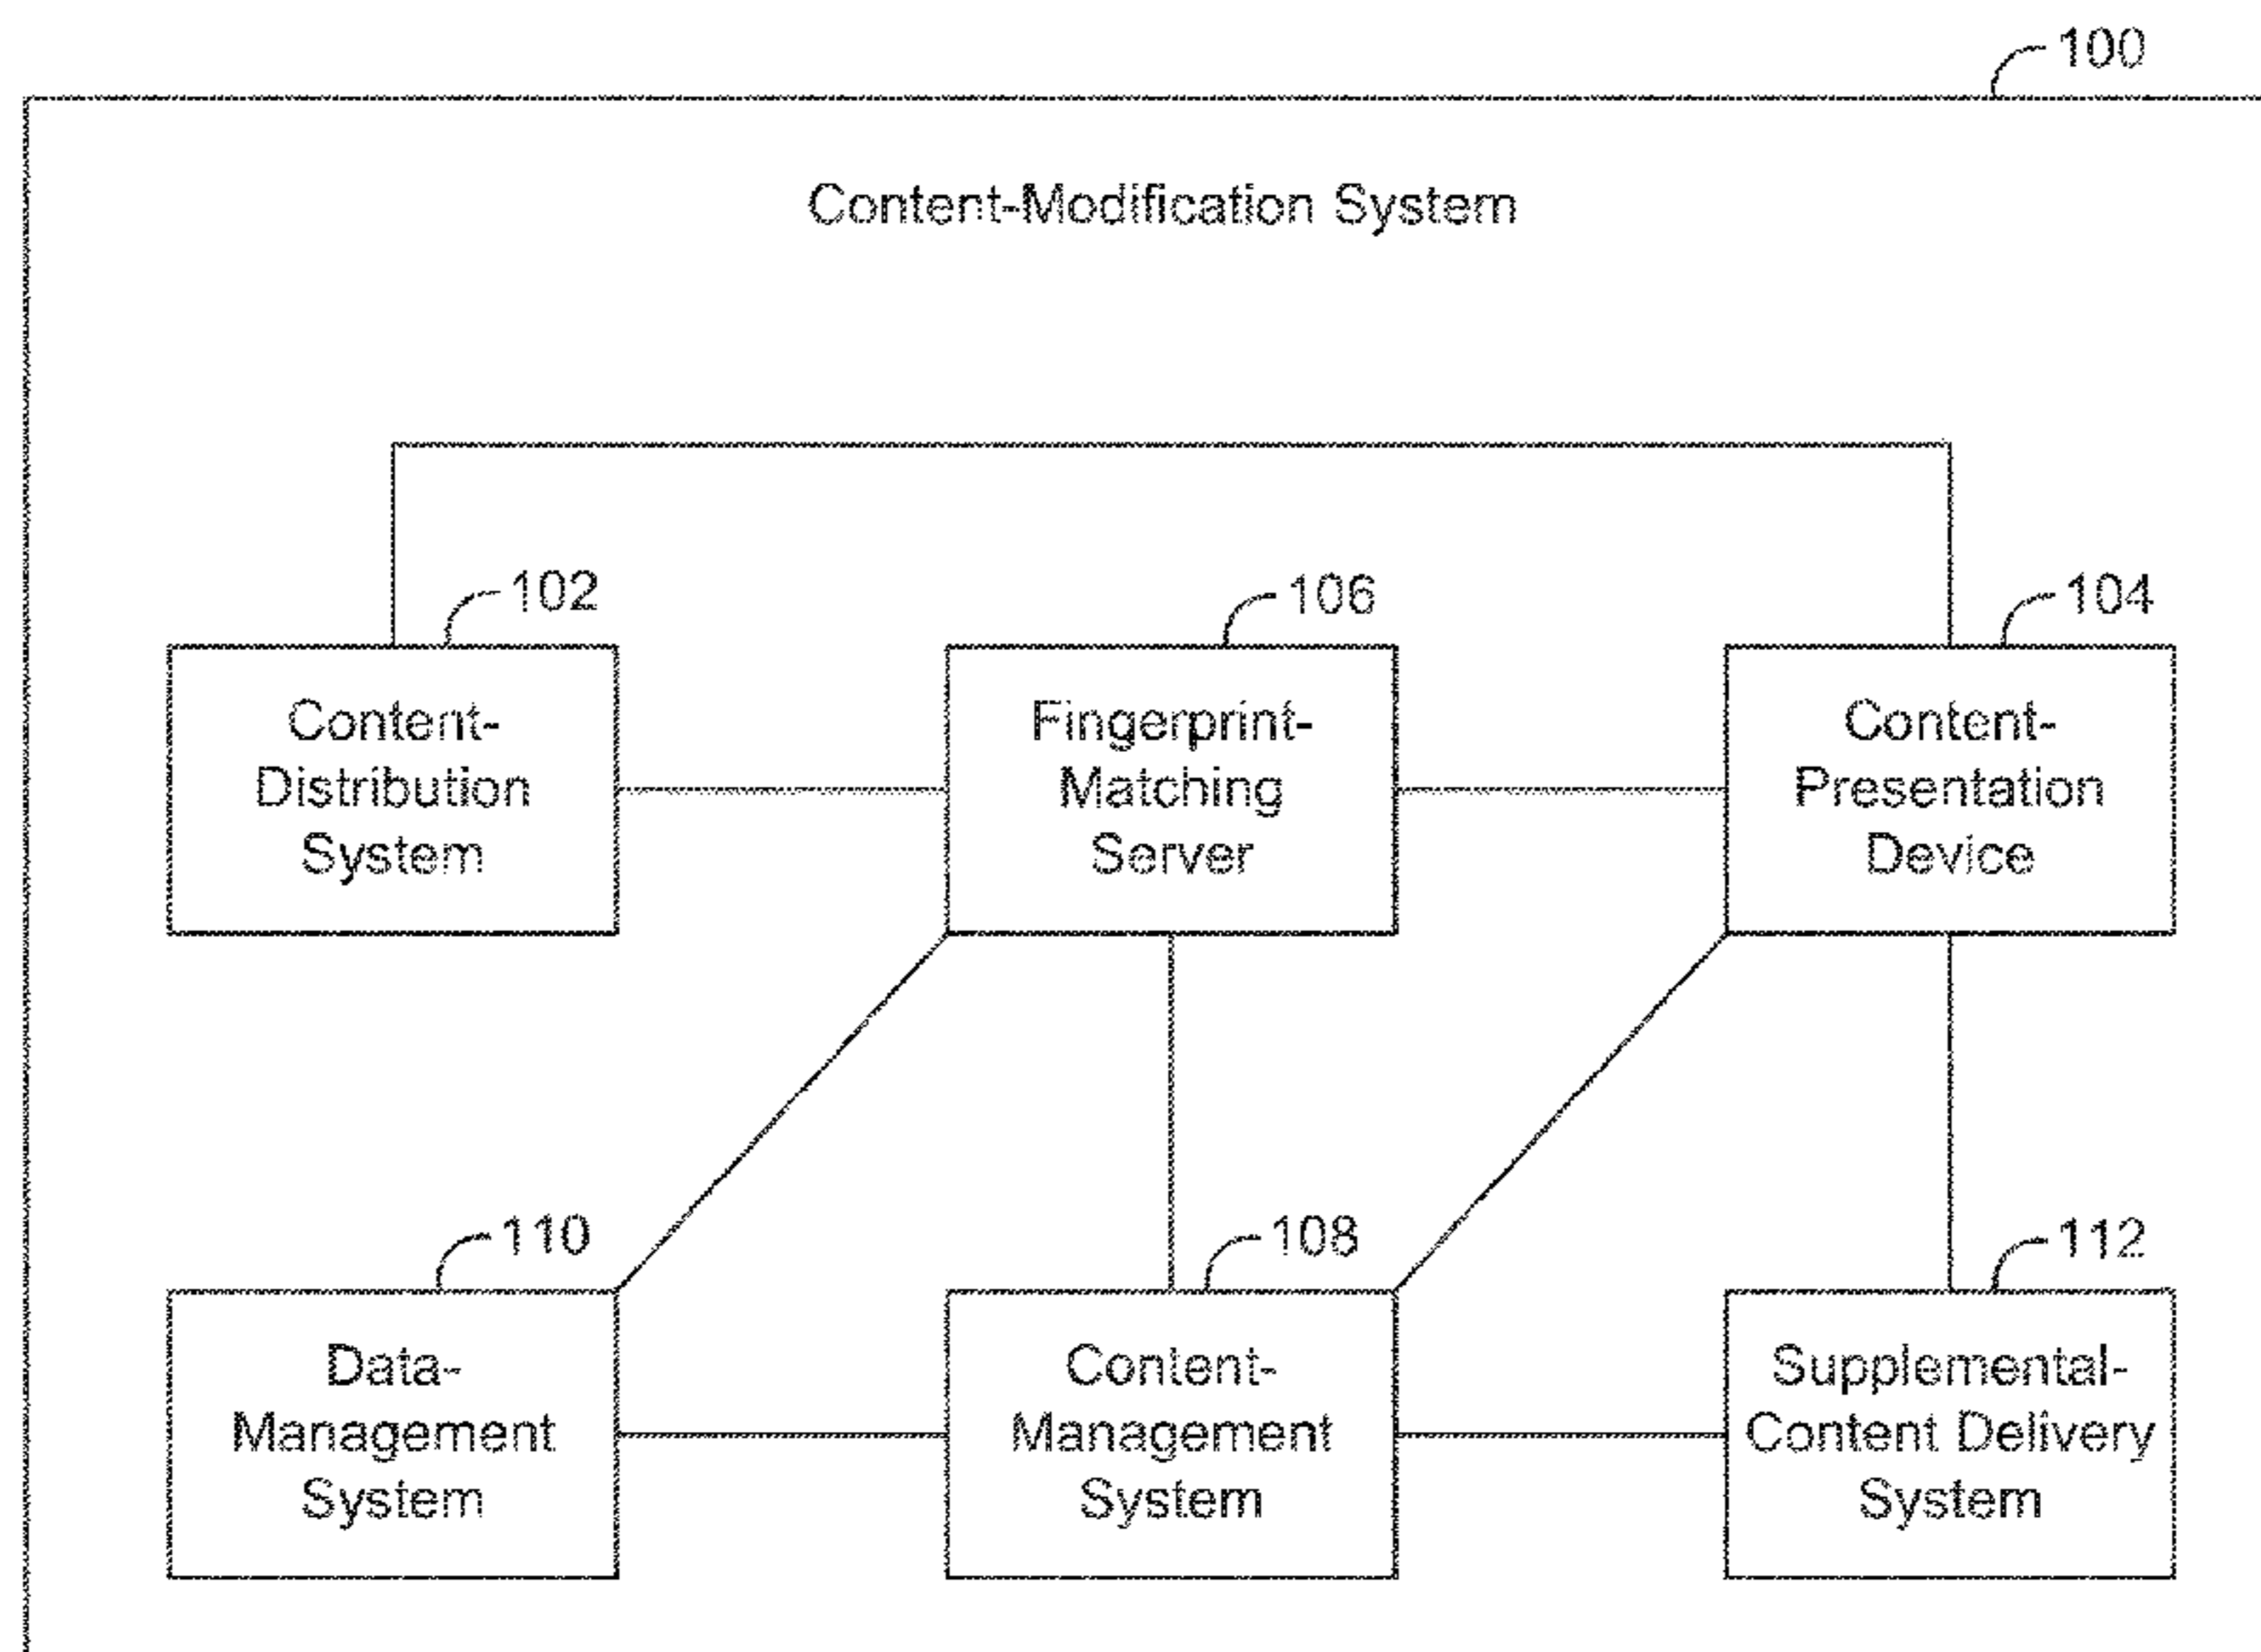 100
Content-Modification System
102
106
104
Content-
Distribution
System
Fingerprint-
Matching
Server
Content-
Presentation
Device
110
108
112
Data-
Management
System
Content-
Management
System
Supplemental-
Content Delivery
System